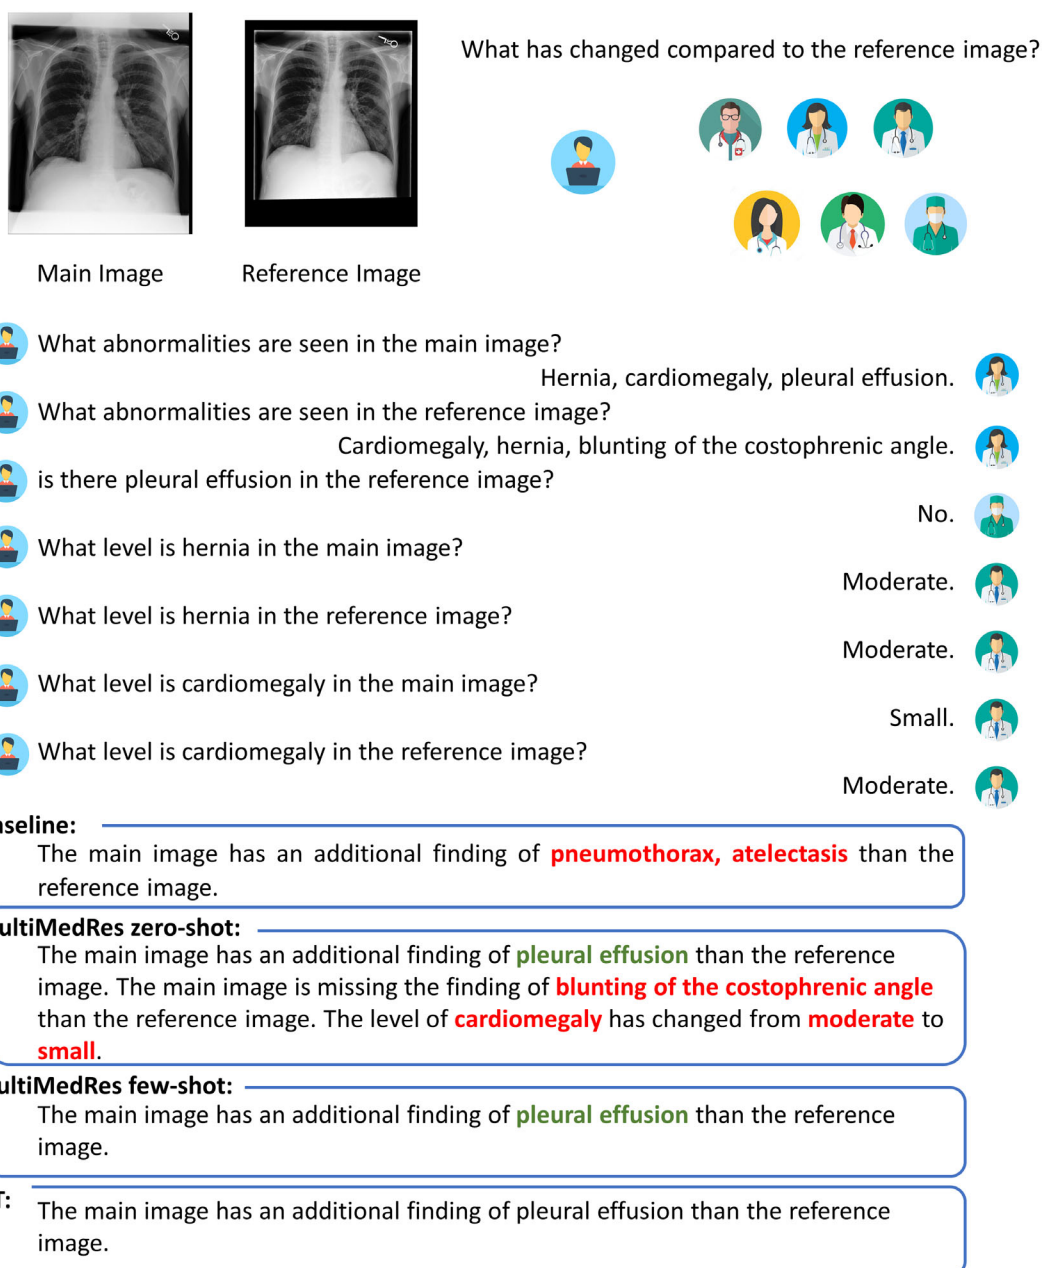 What has changed compared to the reference image?
Main Image
Reference Image
What abnormalities are seen in the main image?
Hernia, cardiomegaly, pleural effusion.
What abnormalities are seen in the reference image?
Cardiomegaly, hernia, blunting of the costophrenic angle.
is there pleural effusion in the reference image?
No.
What level is hernia in the main image?
Moderate.
What level is hernia in the reference image?
Moderate.
What level is cardiomegaly in the main image?
Small.
What level is cardiomegaly in the reference image?
Moderate.
aseline:
The main image has an additional finding of pneumothorax, atelectasis than the
reference image.
ultiMedRes zero-shot:
The main image has an additional finding of pleural effusion than the reference
image. The main image is missing the finding of blunting of the costophrenic angle
than the reference image. The level of cardiomegaly has changed from moderate to
small.
ultiMedRes few-shot:
The main image has an additional finding of pleural effusion than the reference
image.
T:
The main image has an additional finding of pleural effusion than the reference
image.